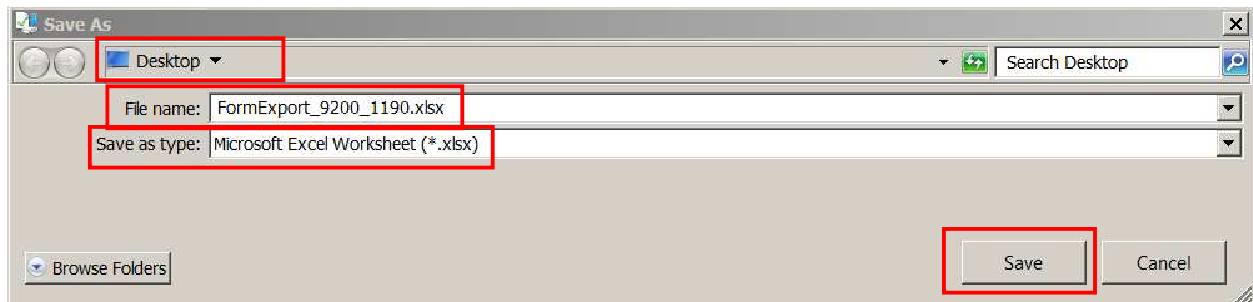 Save As
Desktop
Search Desktop
File name: FormExport_9200_1190.xlsx
Save as type: Microsoft Excel Worksheet (*.xlsx)
Browse Folders
Save
Cancel